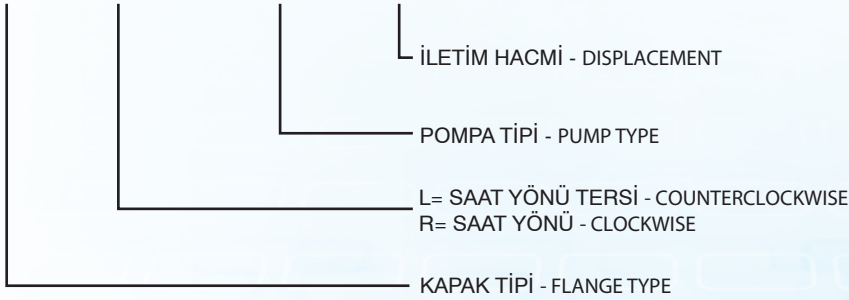 İLETİM HACMİ - DISPLACEMENT
POMPA TİPİ - PUMP TYPE
L= SAAT YÖNÜ TERSİ - COUNTERCLOCKWISE
R= SAAT YÖNÜ - CLOCKWISE
KAPAK TİPİ - FLANGE TYPE